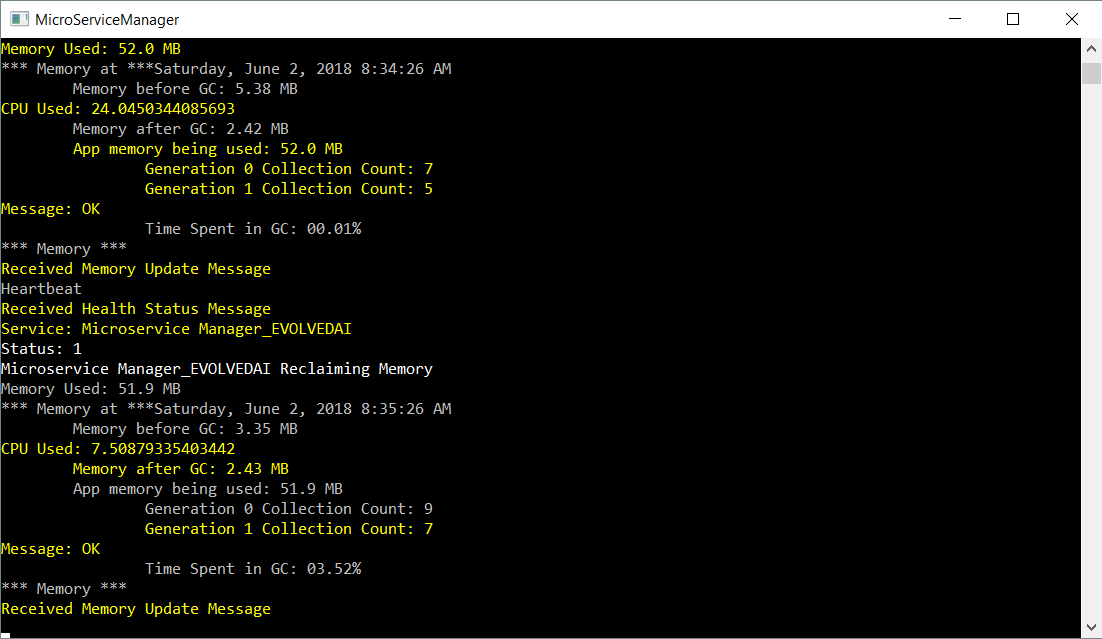 MicroServiceManager
Memory Used: 52.0 MB
*** Memory at ***Saturday, June 2, 2018 8:34:26 AM
Memory before GC: 5.38 MB
CPU Used: 24.0450344085693
Memory after GC: 2.42 MB
App memory being used: 52.0 MB
Generation 0 Collection Count: 7
Generation 1 Collection Count: 5
Message: OK
Time Spent in GC: 00.01%
*** Memory ***
Received Memory Update Message
Heartbeat
Received Health Status Message
Service: Microservice Manager_EVOLVEDAI
Status: 1
Microservice Manager_EVOLVEDAI Reclaiming Memory
Memory Used: 51.9 MB
*** Memory at ***Saturday, June 2, 2018 8:35:26 AM
Memory before GC: 3.35 MB
CPU Used: 7.50879335403442
Memory after GC: 2.43 MB
App memory being used: 51.9 MB
Generation 0 Collection Count: 9
Generation 1 Collection Count: 7
Message: OK
Time Spent in GC: 03.52%
*** Memory ***
Received Memory Update Message